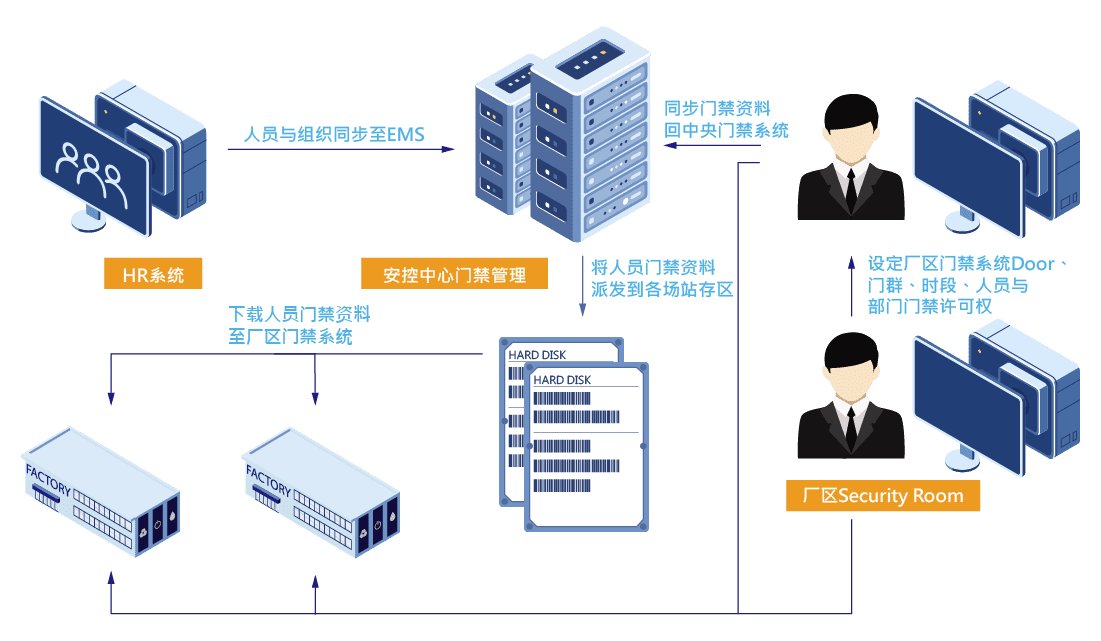 人员与组织同步至EMS
同步门禁资料
回中央门禁系统
HR系统
安控中心门禁管理
将人员门禁资料
派发到各场站存区
设定厂区门禁系统Door、
门群、时段、人员与
部门门禁许可权
下载人员门禁资料
至厂区门禁系统
HARD DISK
HARD DISK
FACTORY
FACTORY
厂区Security Room